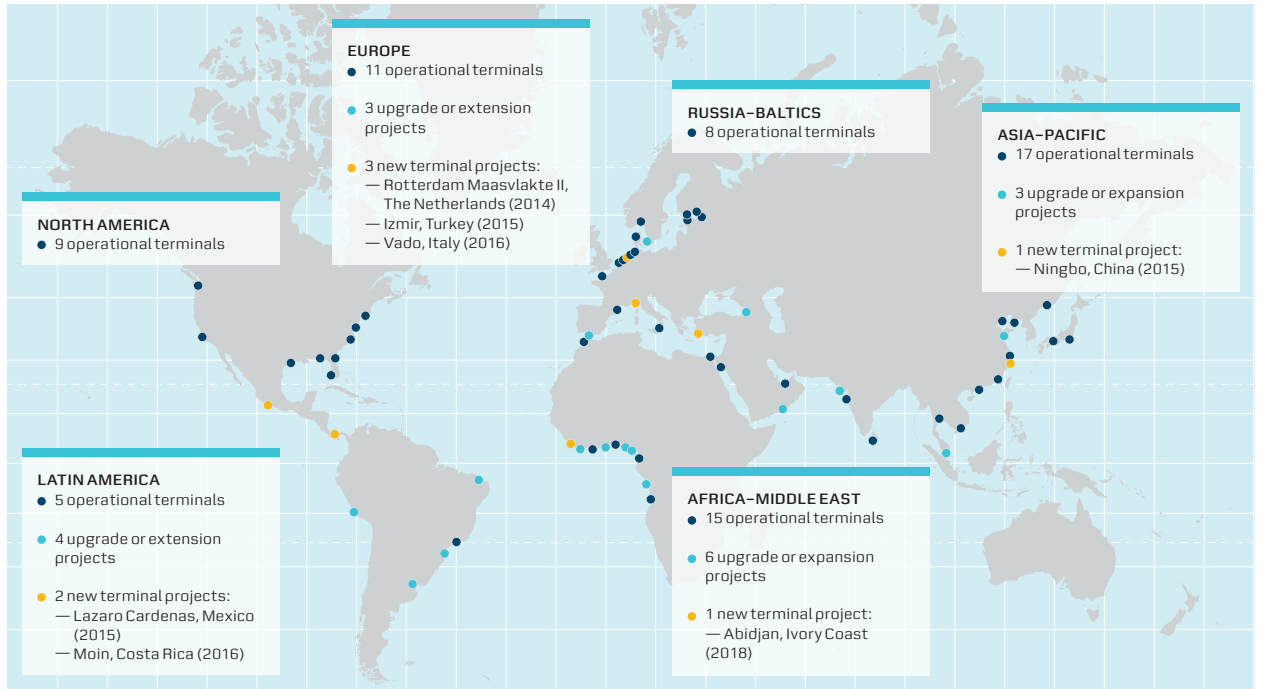 EUROPE
11 operational terminals
3 upgrade or extension
projects
3 new terminal projects:
— Rotterdam Maasvlakte II,
The Netherlands (2014)
— Izmir, Turkey (2015)
— Vado, Italy (2016)
RUSSIA–BALTICS
8 operational terminals
ASIA–PACIFIC
17 operational terminals
3 upgrade or expansion
projects
1 new terminal project:
— Ningbo, China (2015)
NORTH AMERICA
9 operational terminals
LATIN AMERICA
5 operational terminals
4 upgrade or extension
projects
2 new terminal projects:
— Lazaro Cardenas, Mexico
(2015)
— Moin, Costa Rica (2016)
AFRICA–MIDDLE EAST
15 operational terminals
6 upgrade or expansion
projects
1 new terminal project:
— Abidjan, Ivory Coast
(2018)